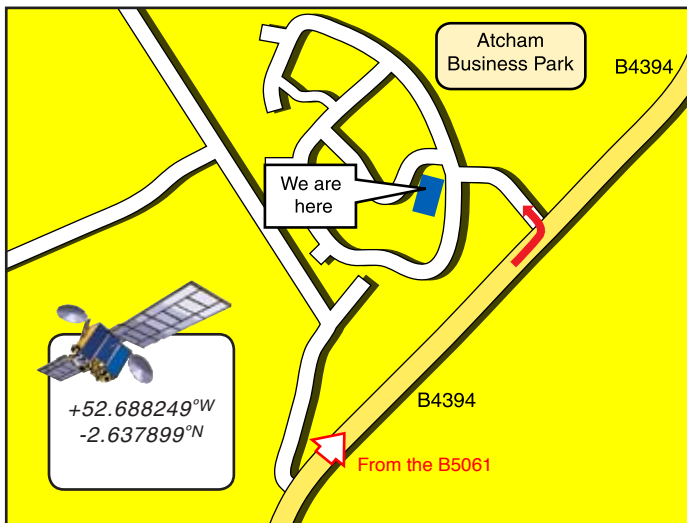 Atcham
Business Park
B4394
We are
here
+52.688249°W
-2.637899°N
B4394
From the B5061